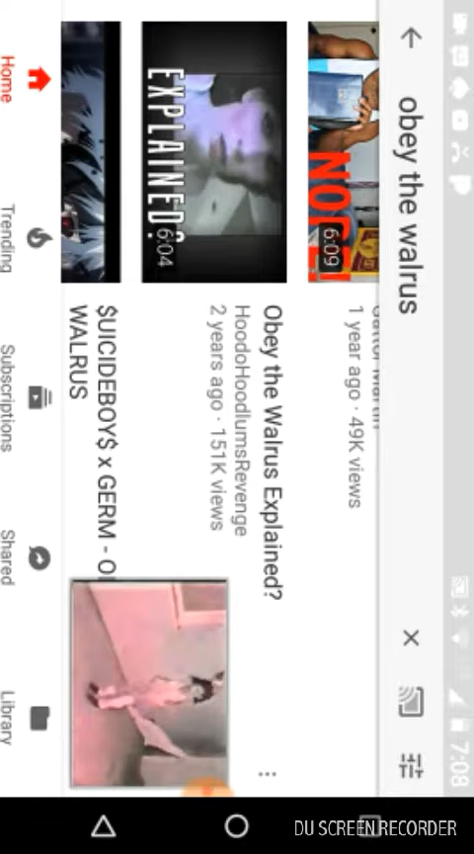 7:08
obey the walrus
NOPE!
6:09
1 year ago · 49K views
EXPLAINED?
6:04
Obey the Walrus Explained?
HoodoHoodlumsRevenge
2 years ago · 151K views
$UICIDEBOY$ x GERM - O
WALRUS
Home
Trending
Subscriptions
Shared
Library
DU SCREEN RECORDER